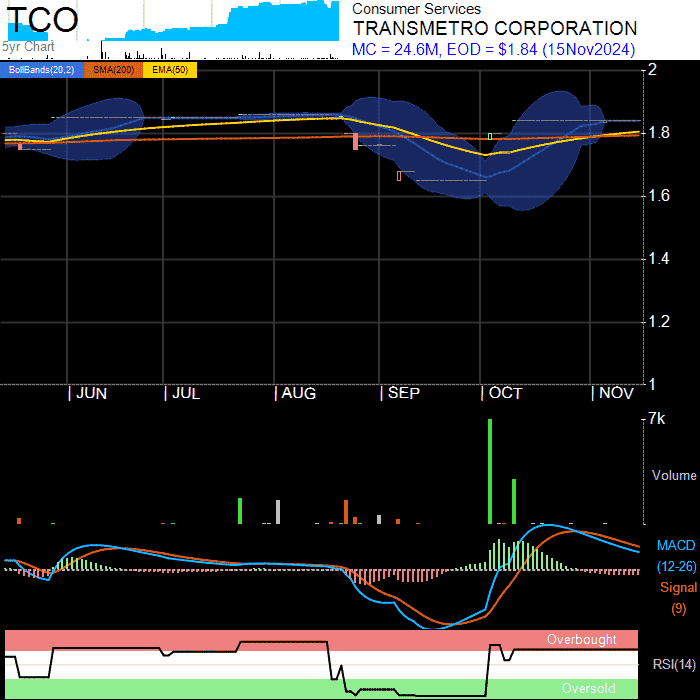 TCO
5yr Chart
Consumer Services
TRANSMETRO CORPORATION
MC = 24.6M, EOD = $1.84 (15Nov2024)
BollBands(20,2) SMA(200) EMA(50)
2
1.8
1.6
1.4
1.2
1
| JUN | JUL | AUG | SEP | OCT | NOV
7k
Volume
MACD
(12-26)
Signal
(9)
Overbought
RSI(14)
Oversold